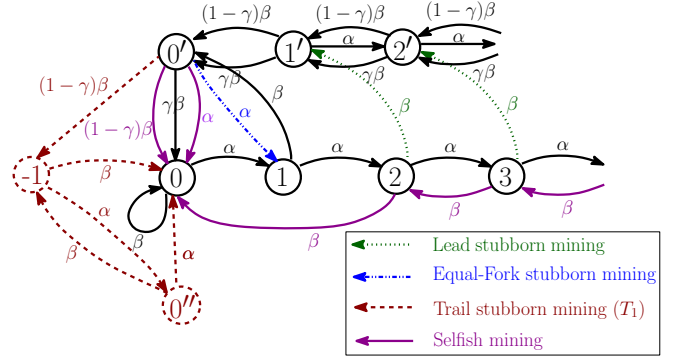 (1 − γ)β (1 − γ)β (1 − γ)β
0′ α 1′ α 2′ α
γβ γβ γβ
(1 − γ)β
γβ β
(1 − γ)β α α β β
-1 β 0 α 1 α 2 α 3 α
α β β β
β β α
0′′
Lead stubborn mining
Equal-Fork stubborn mining
Trail stubborn mining (T₁)
Selfish mining